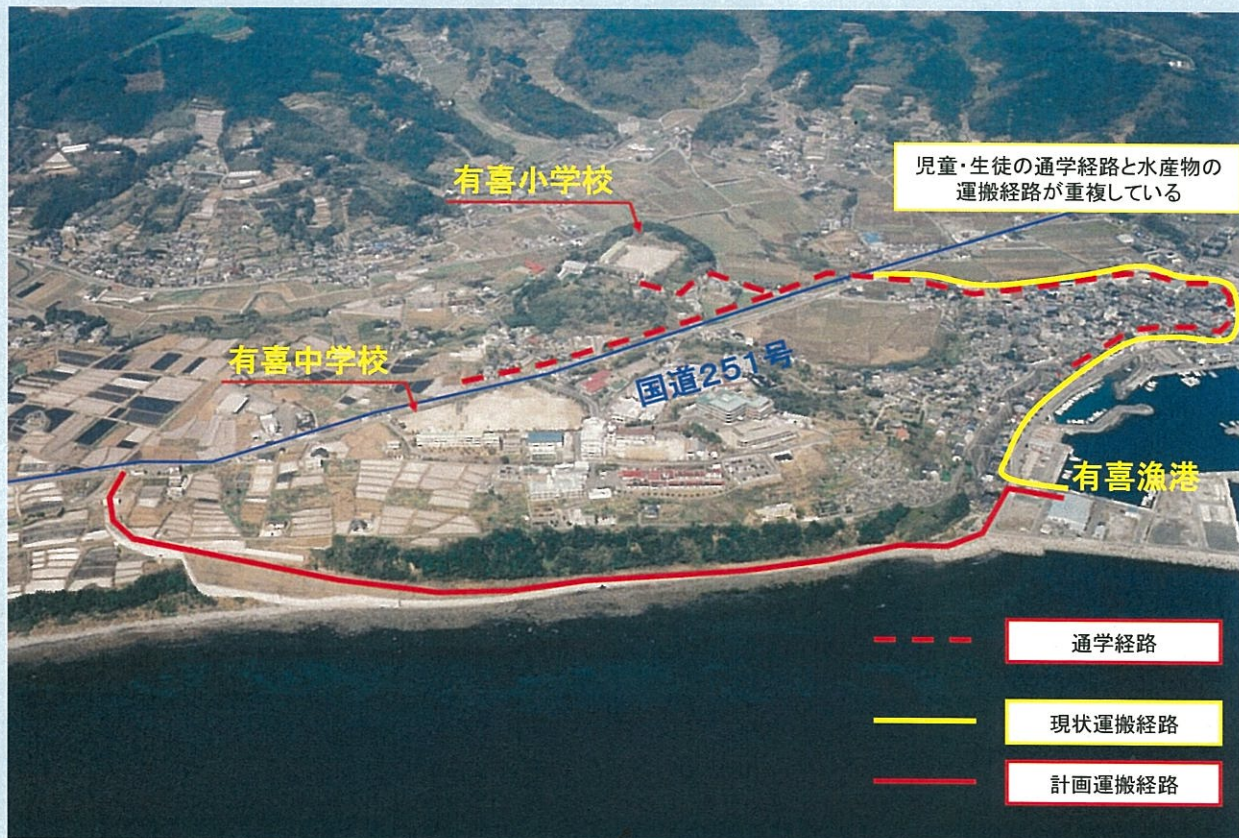 児童・生徒の通学経路と水産物の
運搬経路が重複している
有喜小学校
有喜中学校
国道251号
有喜漁港
通学経路
現状運搬経路
計画運搬経路